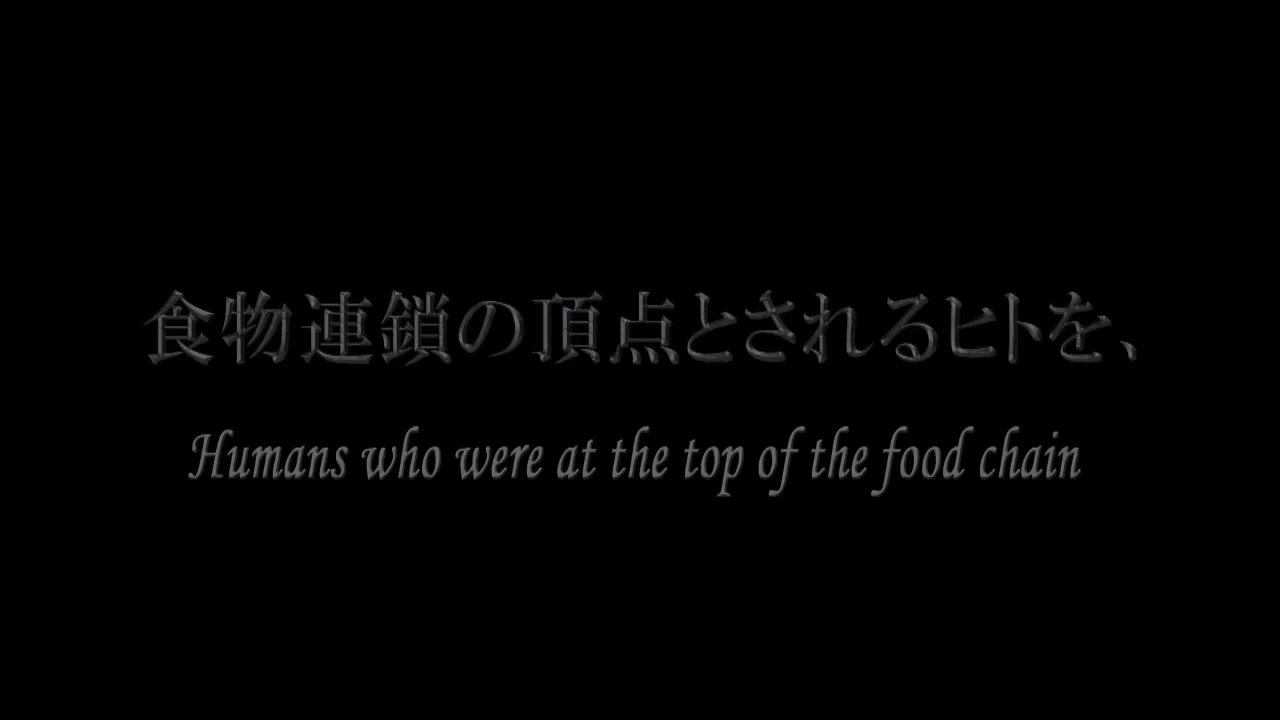 食物連鎖の頂点とされるヒトを、
Humans who were at the top of the food chain